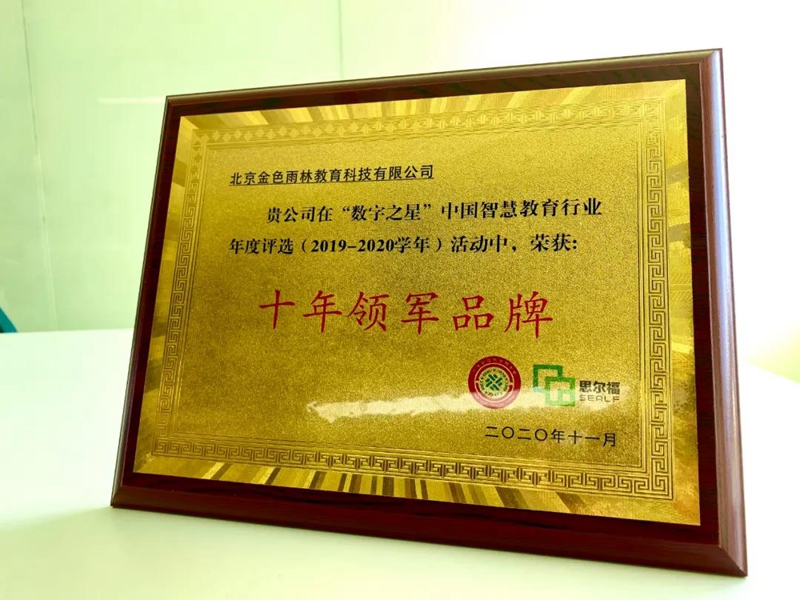 北京金色雨林教育科技有限公司
贵公司在“数字之星”中国智慧教育行业
年度评选（2019-2020学年）活动中，荣获：
十年领军品牌
思尔福
SERLF
二〇二〇年十一月